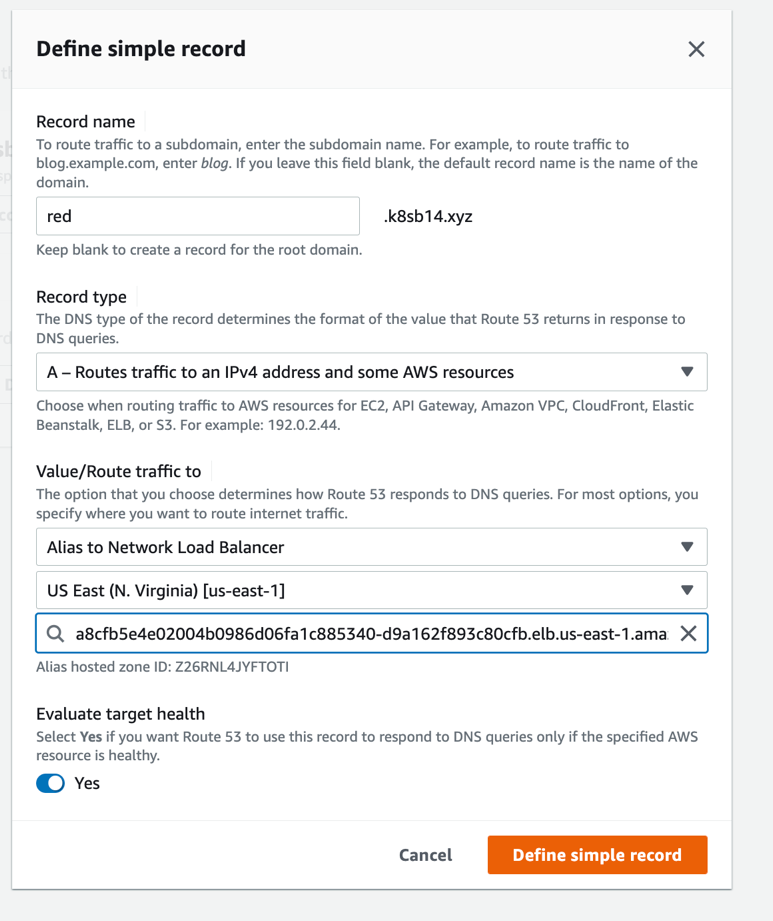 Define simple record
Record name
To route traffic to a subdomain, enter the subdomain name. For example, to route traffic to
blog.example.com, enter blog. If you leave this field blank, the default record name is the name of the
domain.
red
.k8sb14.xyz
Keep blank to create a record for the root domain.
Record type
The DNS type of the record determines the format of the value that Route 53 returns in response to
DNS queries.
A – Routes traffic to an IPv4 address and some AWS resources
Choose when routing traffic to AWS resources for EC2, API Gateway, Amazon VPC, CloudFront, Elastic
Beanstalk, ELB, or S3. For example: 192.0.2.44.
Value/Route traffic to
The option that you choose determines how Route 53 responds to DNS queries. For most options, you
specify where you want to route internet traffic.
Alias to Network Load Balancer
US East (N. Virginia) [us-east-1]
a8cfb5e4e02004b0986d06fa1c885340-d9a162f893c80cfb.elb.us-east-1.ama
Alias hosted zone ID: Z26RNL4JYFTOTI
Evaluate target health
Select Yes if you want Route 53 to use this record to respond to DNS queries only if the specified AWS
resource is healthy.
Yes
Cancel
Define simple record